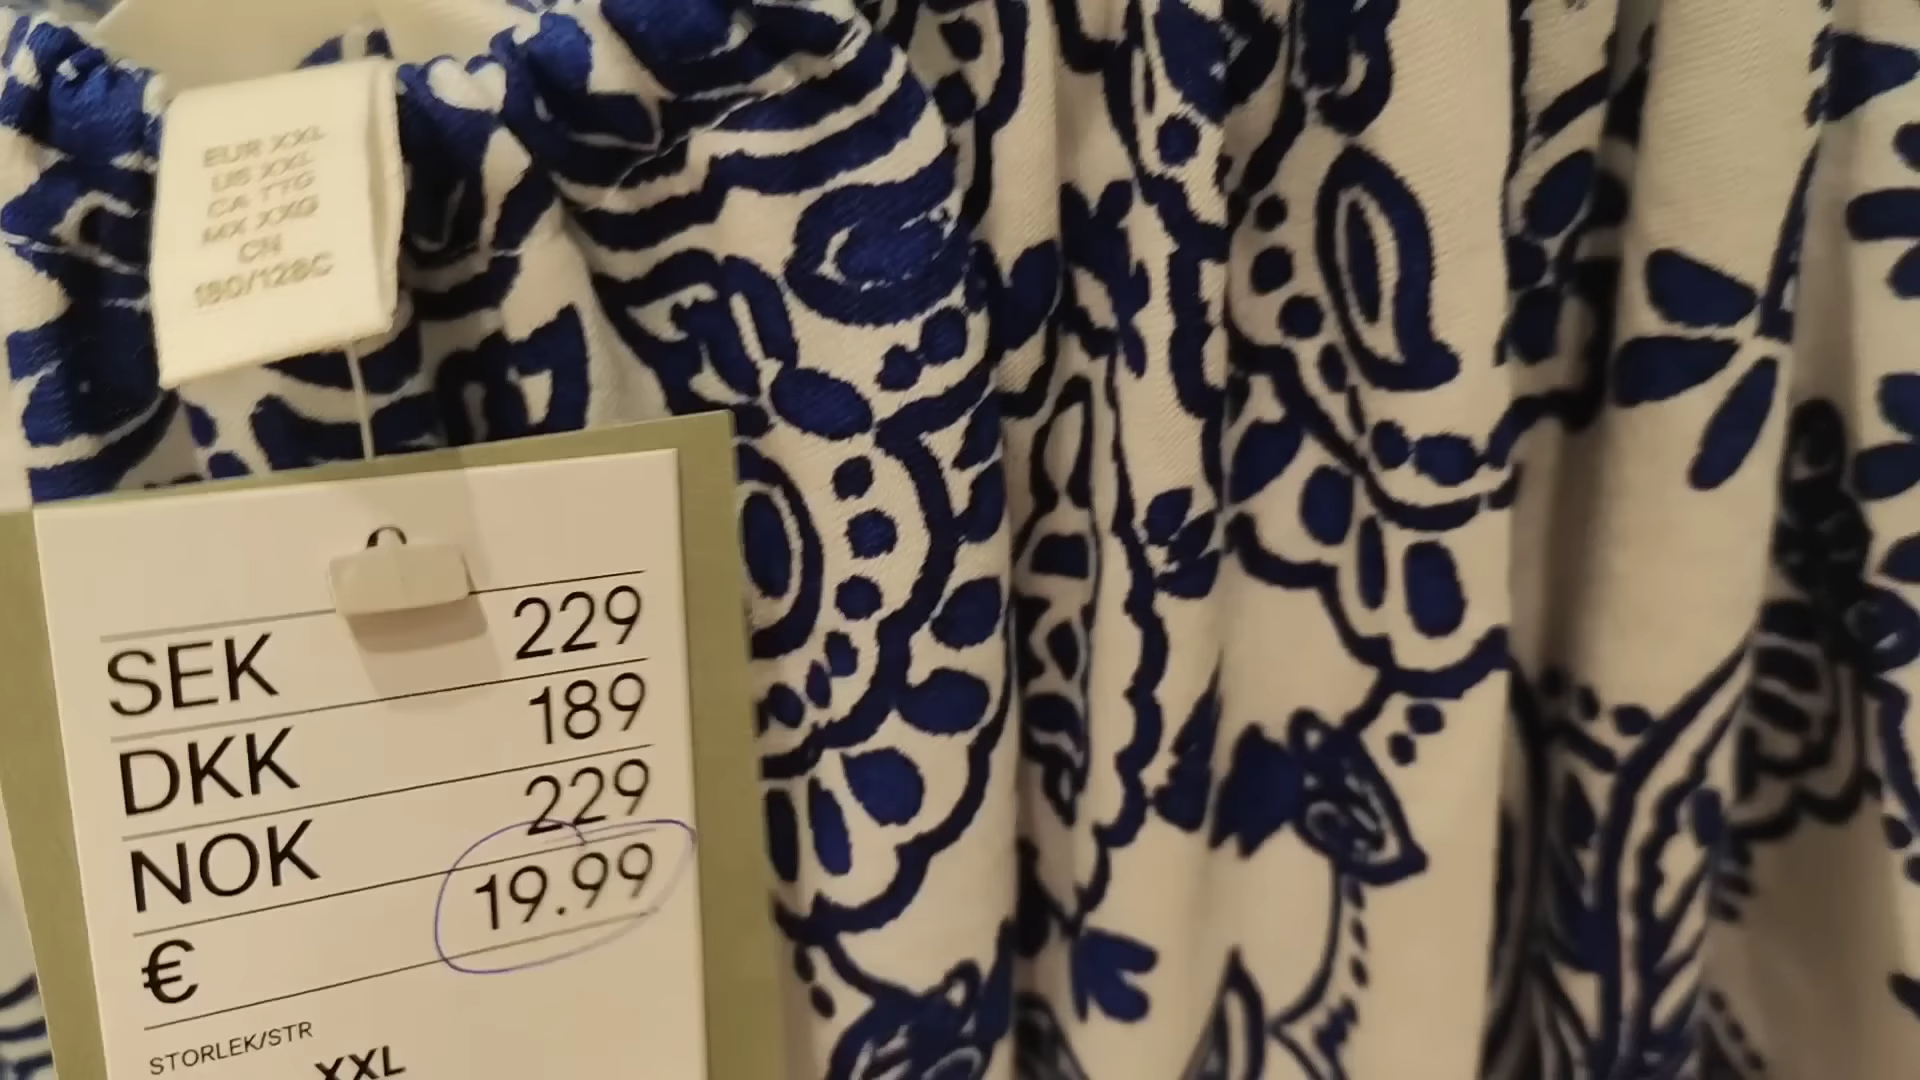 EUR XXL
US XXL
CA TTG
MX XXG
CN
180/128C
SEK 229
DKK 189
NOK 229
€ 19.99
STORLEK/STR
XXL